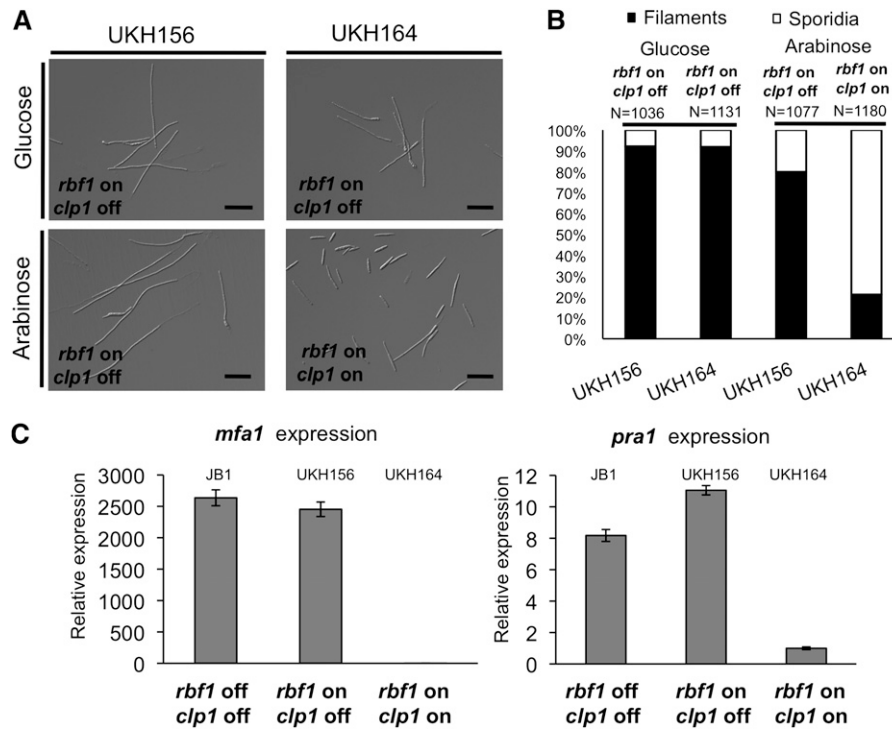 A
UKH156
UKH164
Glucose
rbf1 on
clp1 off
rbf1 on
clp1 off
Arabinose
rbf1 on
clp1 off
rbf1 on
clp1 on
B
Filaments
Sporidia
Glucose
Arabinose
rbf1 on rbf1 on rbf1 on rbf1 on
clp1 off clp1 off clp1 off clp1 on
N=1036 N=1131 N=1077 N=1180
100%
90%
80%
70%
60%
50%
40%
30%
20%
10%
0%
UKH156 UKH164 UKH156 UKH164
C
mfa1 expression
Relative expression
3000
2500
2000
1500
1000
500
0
JB1 UKH156 UKH164
rbf1 off rbf1 on rbf1 on
clp1 off clp1 off clp1 on
pra1 expression
Relative expression
12
10
8
6
4
2
0
JB1 UKH156 UKH164
rbf1 off rbf1 on rbf1 on
clp1 off clp1 off clp1 on